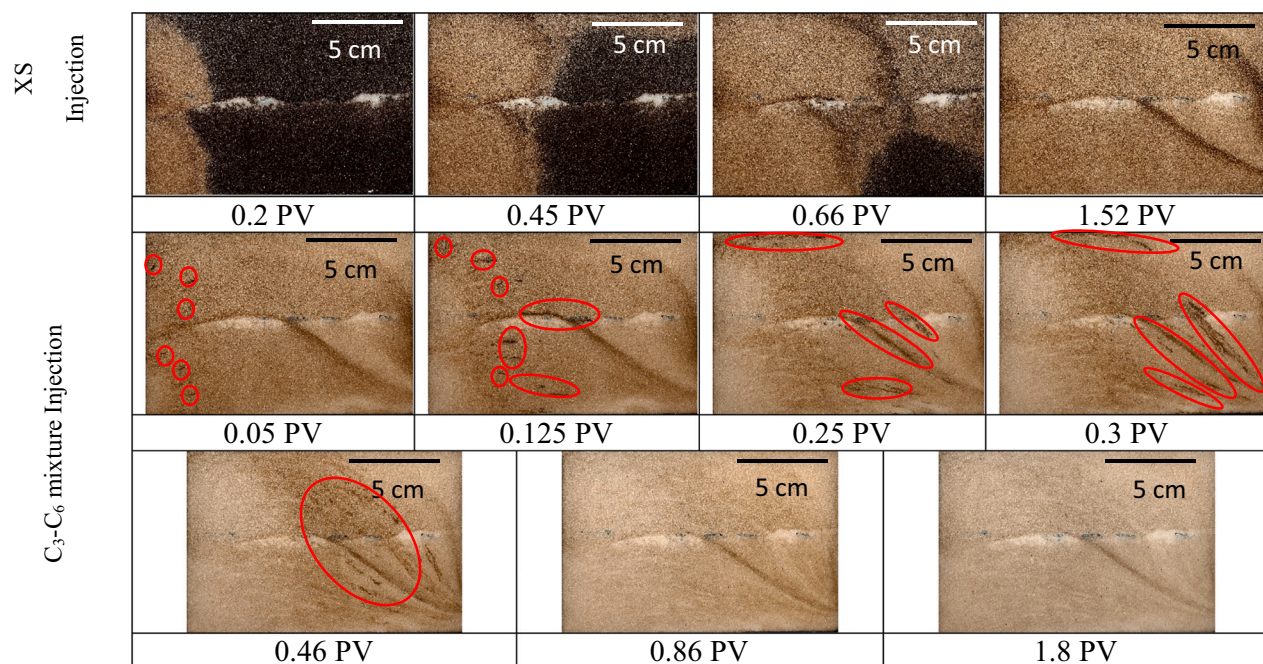 XS
Injection
5 cm
5 cm
5 cm
5 cm
0.2 PV
0.45 PV
0.66 PV
1.52 PV
C₃-C₆ mixture Injection
5 cm
5 cm
5 cm
5 cm
0.05 PV
0.125 PV
0.25 PV
0.3 PV
5 cm
5 cm
5 cm
0.46 PV
0.86 PV
1.8 PV